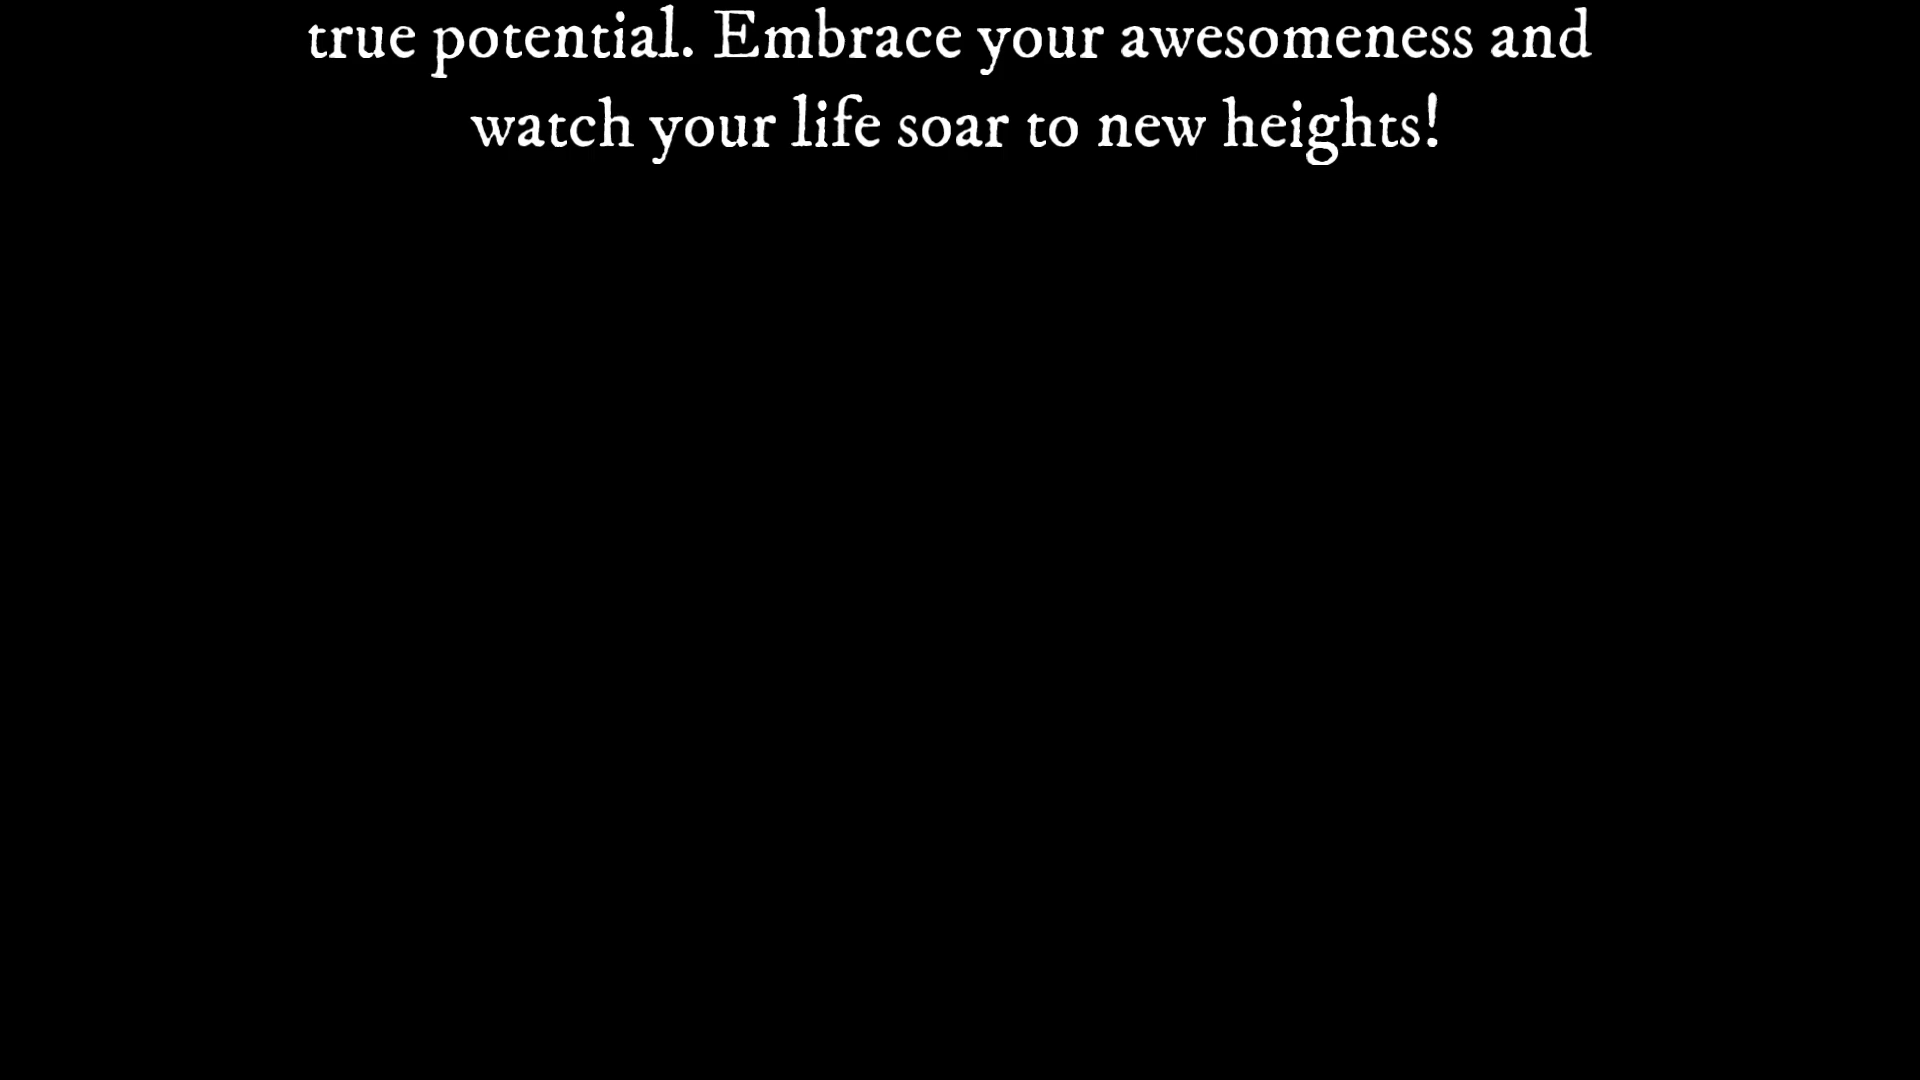 true potential. Embrace your awesomeness and
watch your life soar to new heights!